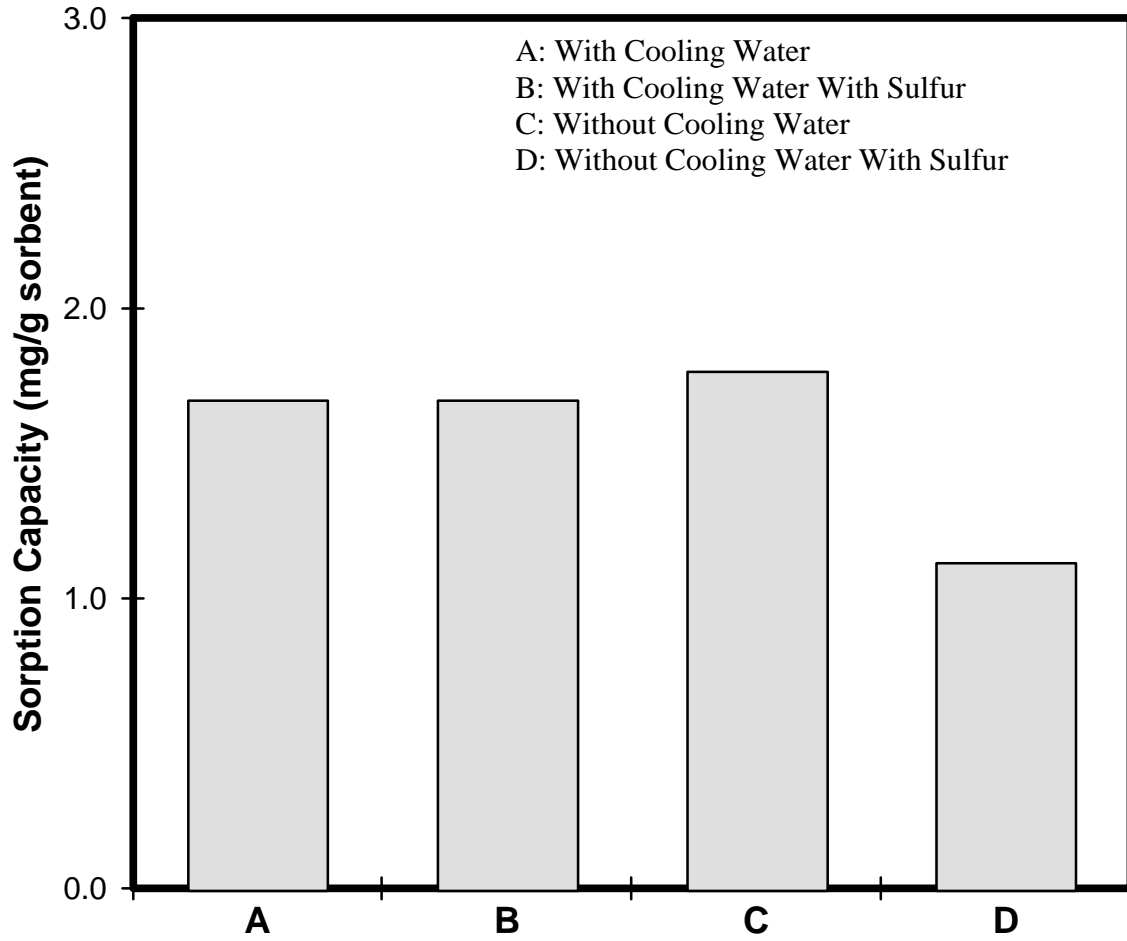 3.0
A: With Cooling Water
B: With Cooling Water With Sulfur
C: Without Cooling Water
D: Without Cooling Water With Sulfur
Sorption Capacity (mg/g sorbent)
2.0
1.0
0.0
A B C D